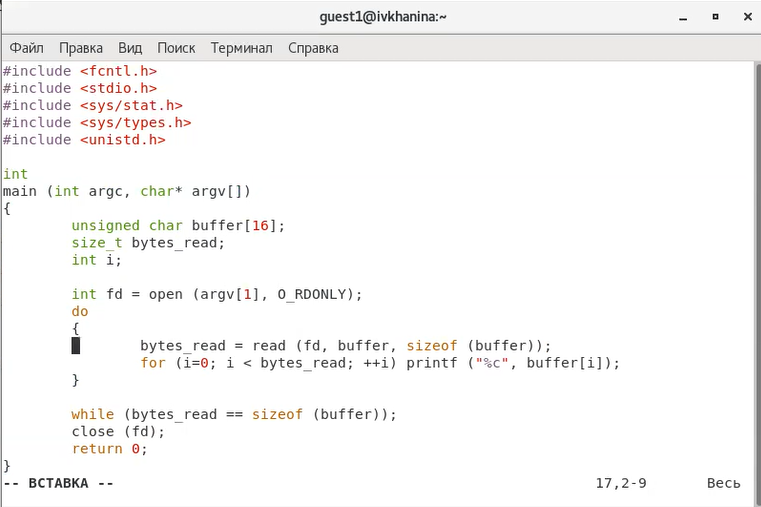 guest1@ivkhanina:~
Файл Правка Вид Поиск Терминал Справка
#include <fcntl.h>
#include <stdio.h>
#include <sys/stat.h>
#include <sys/types.h>
#include <unistd.h>

int
main (int argc, char* argv[])
{
        unsigned char buffer[16];
        size_t bytes_read;
        int i;

        int fd = open (argv[1], O_RDONLY);
        do
        {
                bytes_read = read (fd, buffer, sizeof (buffer));
                for (i=0; i < bytes_read; ++i) printf ("%c", buffer[i]);
        }

        while (bytes_read == sizeof (buffer));
        close (fd);
        return 0;
}
-- ВСТАВКА -- 17,2-9 Весь